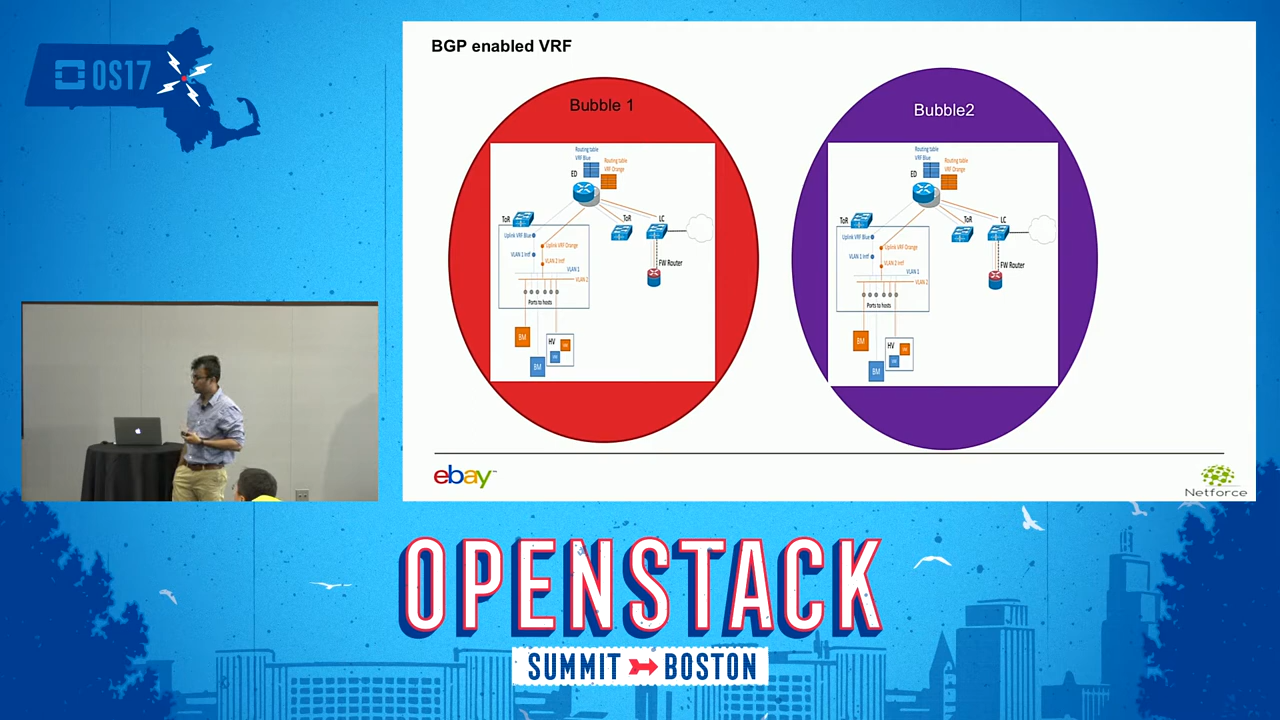 OS17
BGP enabled VRF
Bubble 1
Routing table
VRF Blue
Routing table
VRF Orange
ED
ToR
ToR
LC
Uplink VRF Blue
Uplink VRF Orange
VLAN 1 Intf
VLAN 2 Intf
VLAN 1
VLAN 2
FW Router
Ports to hosts
BM
HV
BM
Bubble2
Routing table
VRF Blue
Routing table
VRF Orange
ED
ToR
ToR
LC
Uplink VRF Blue
Uplink VRF Orange
VLAN 1 Intf
VLAN 2 Intf
VLAN 1
VLAN 2
FW Router
Ports to hosts
BM
HV
BM
ebay
Netforce
OPENSTACK
SUMMIT BOSTON